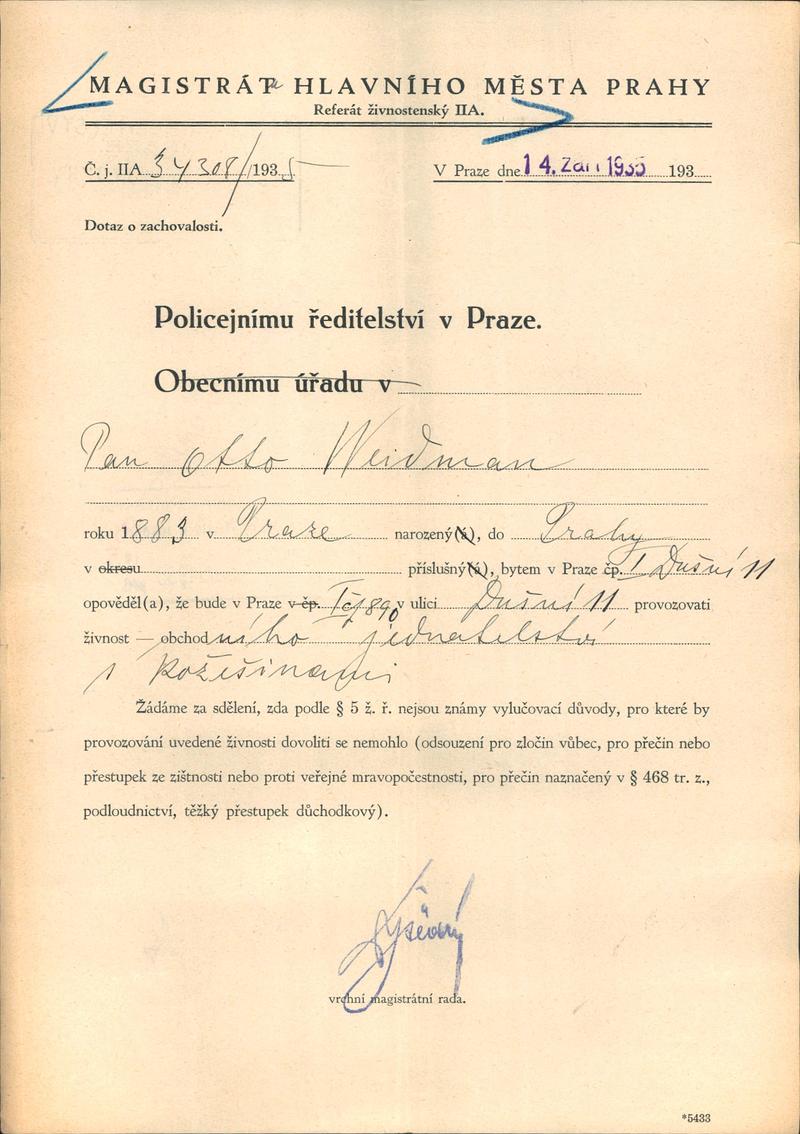 MAGISTRÁT HLAVNÍHO MĚSTA PRAHY
Referát živnostenský IIA.
Č. j. IIA 34308/1935
V Praze dne 14. Září 1935 193
Dotaz o zachovalosti.
Policejnímu ředitelství v Praze.
Obecnímu úřadu v
Pan Otto Weidman
roku 1883 v Praze narozený(á), do Prahy
v okresu příslušný(á), bytem v Praze čp. I Dušní 11
opověděl(a), že bude v Praze v čp. I čp 890 v ulici Dušní 11 provozovati
živnost — obchodního jednatelství
s kožešinami
Žádáme za sdělení, zda podle § 5 ž. ř. nejsou známy vylučovací důvody, pro které by
provozování uvedené živnosti dovoliti se nemohlo (odsouzení pro zločin vůbec, pro přečin nebo
přestupek ze zištnosti nebo proti veřejné mravopočestnosti, pro přečin naznačený v § 468 tr. z.,
podloudnictví, těžký přestupek důchodkový).
vrchní magistrátní rada.
*5433